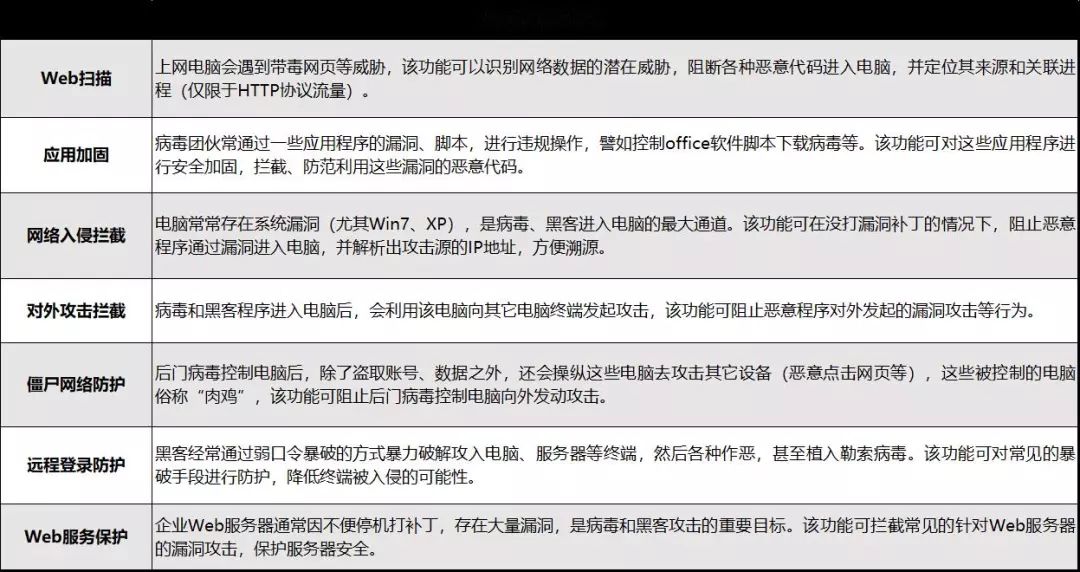 Web扫描
上网电脑会遇到带毒网页等威胁，该功能可以识别网络数据的潜在威胁，阻断各种恶意代码进入电脑，并定位其来源和关联进
程（仅限于HTTP协议流量）。
应用加固
病毒团伙常通过一些应用程序的漏洞、脚本，进行违规操作，譬如控制office软件脚本下载病毒等。该功能可对这些应用程序进
行安全加固，拦截、防范利用这些漏洞的恶意代码。
网络入侵拦截
电脑常常存在系统漏洞（尤其Win7、XP），是病毒、黑客进入电脑的最大通道。该功能可在没打漏洞补丁的情况下，阻止恶意
程序通过漏洞进入电脑，并解析出攻击源的IP地址，方便溯源。
对外攻击拦截
病毒和黑客程序进入电脑后，会利用该电脑向其它电脑终端发起攻击，该功能可阻止恶意程序对外发起的漏洞攻击等行为。
僵尸网络防护
后门病毒控制电脑后，除了盗取账号、数据之外，还会操纵这些电脑去攻击其它设备（恶意点击网页等），这些被控制的电脑
俗称“肉鸡”，该功能可阻止后门病毒控制电脑向外发动攻击。
远程登录防护
黑客经常通过弱口令暴破的方式暴力破解攻入电脑、服务器等终端，然后各种作恶，甚至植入勒索病毒。该功能可对常见的暴
破手段进行防护，降低终端被入侵的可能性。
Web服务保护
企业Web服务器通常因不便停机打补丁，存在大量漏洞，是病毒和黑客攻击的重要目标。该功能可拦截常见的针对Web服务器
的漏洞攻击，保护服务器安全。